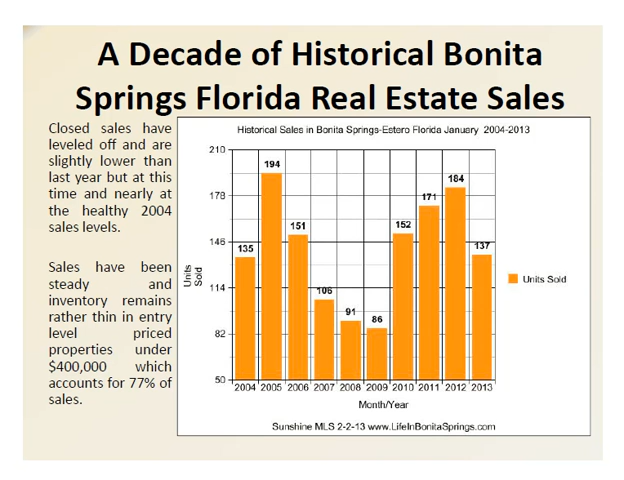 A Decade of Historical Bonita
Springs Florida Real Estate Sales
Closed sales have
leveled off and are
slightly lower than
last year but at this
time and nearly at
the healthy 2004
sales levels.
Sales have been
steady and
inventory remains
rather thin in entry
level priced
properties under
$400,000 which
accounts for 77% of
sales.
Historical Sales in Bonita Springs-Estero Florida January 2004-2013
210
178
146
114
82
50
Units
Sold
135
194
151
106
91
86
152
171
184
137
2004 2005 2006 2007 2008 2009 2010 2011 2012 2013
Month/Year
Units Sold
Sunshine MLS 2-2-13 www.LifeInBonitaSprings.com